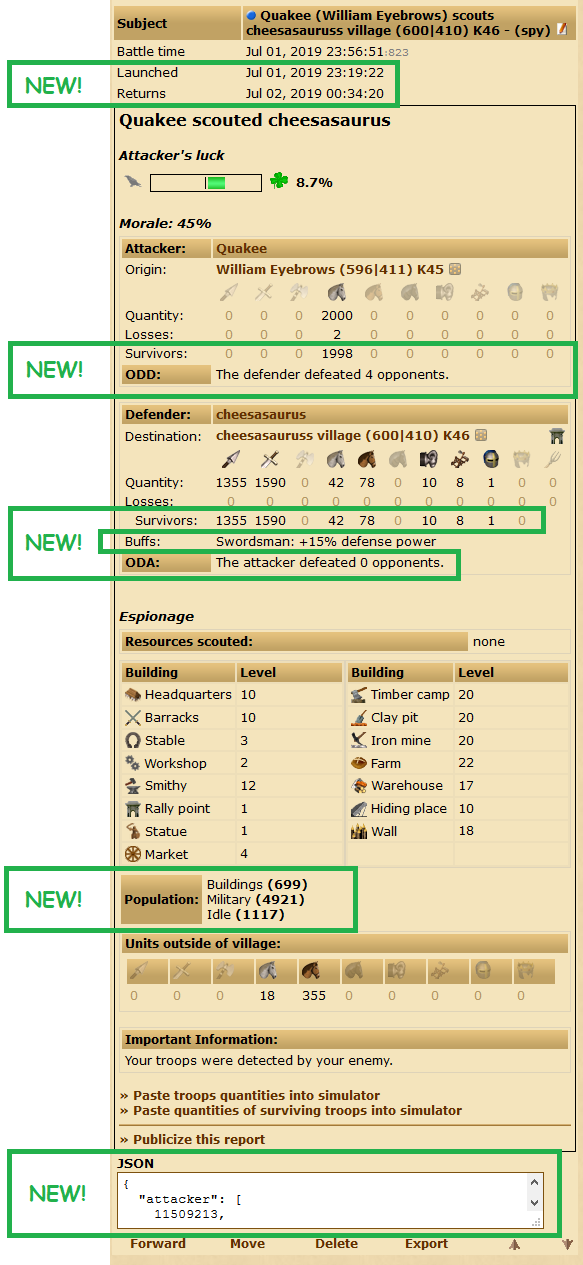 Subject
Quakee (William Eyebrows) scouts
cheesasauruss village (600|410) K46 - (spy)
Battle time Jul 01, 2019 23:56:51:823
NEW!
Launched Jul 01, 2019 23:19:22
Returns Jul 02, 2019 00:34:20
Quakee scouted cheesasaurus
Attacker's luck
8.7%
Morale: 45%
Attacker: Quakee
Origin: William Eyebrows (596|411) K45
Quantity: 0 0 0 2000 0 0 0 0 0 0
Losses: 0 0 0 2 0 0 0 0 0 0
NEW!
Survivors: 0 0 0 1998 0 0 0 0 0 0
ODD: The defender defeated 4 opponents.
Defender: cheesasaurus
Destination: cheesasauruss village (600|410) K46
Quantity: 1355 1590 0 42 78 0 10 8 1 0 0
Losses: 0 0 0 0 0 0 0 0 0 0 0
NEW!
Survivors: 1355 1590 0 42 78 0 10 8 1 0
Buffs: Swordsman: +15% defense power
ODA: The attacker defeated 0 opponents.
Espionage
Resources scouted: none
Building Level Building Level
Headquarters 10 Timber camp 20
Barracks 10 Clay pit 20
Stable 3 Iron mine 20
Workshop 2 Farm 22
Smithy 12 Warehouse 17
Rally point 1 Hiding place 10
Statue 1 Wall 18
Market 4
NEW!
Population:
Buildings (699)
Military (4921)
Idle (1117)
Units outside of village:
0 0 0 18 355 0 0 0 0 0
Important Information:
Your troops were detected by your enemy.
» Paste troops quantities into simulator
» Paste quantities of surviving troops into simulator
» Publicize this report
NEW!
JSON
{
"attacker": [
11509213,
Forward Move Delete Export